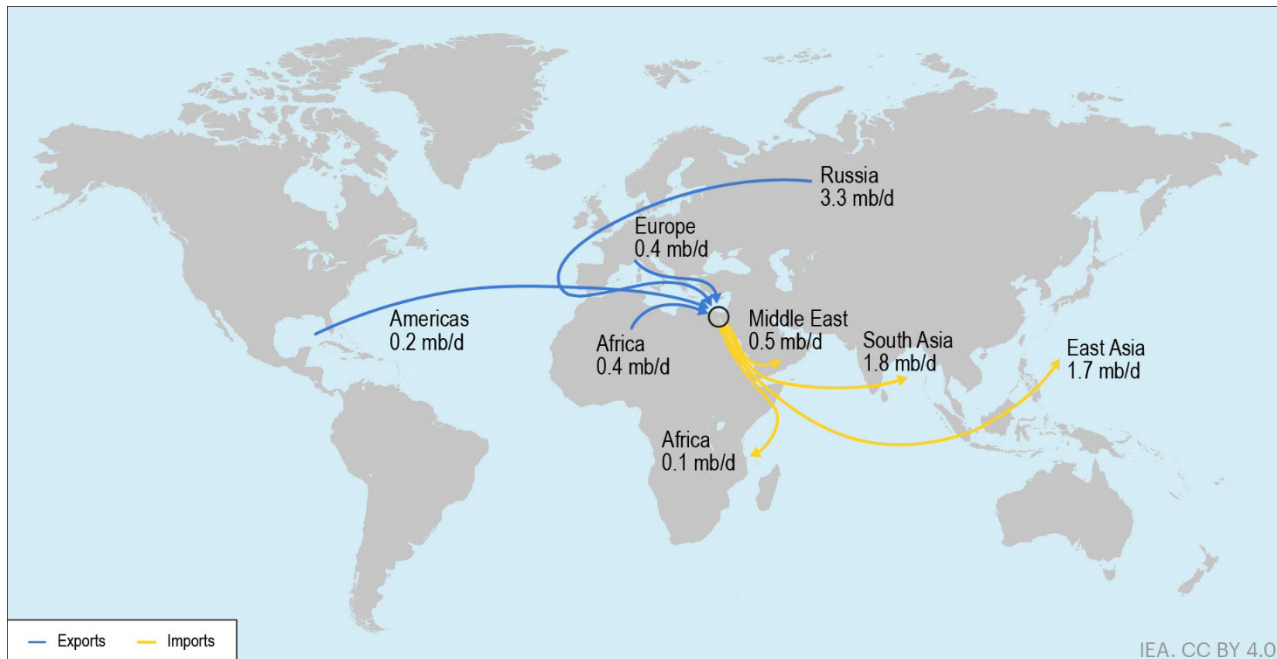 Russia
3.3 mb/d
Europe
0.4 mb/d
Americas
0.2 mb/d
Africa
0.4 mb/d
Middle East
0.5 mb/d
South Asia
1.8 mb/d
East Asia
1.7 mb/d
Africa
0.1 mb/d
Exports
Imports
IEA. CC BY 4.0